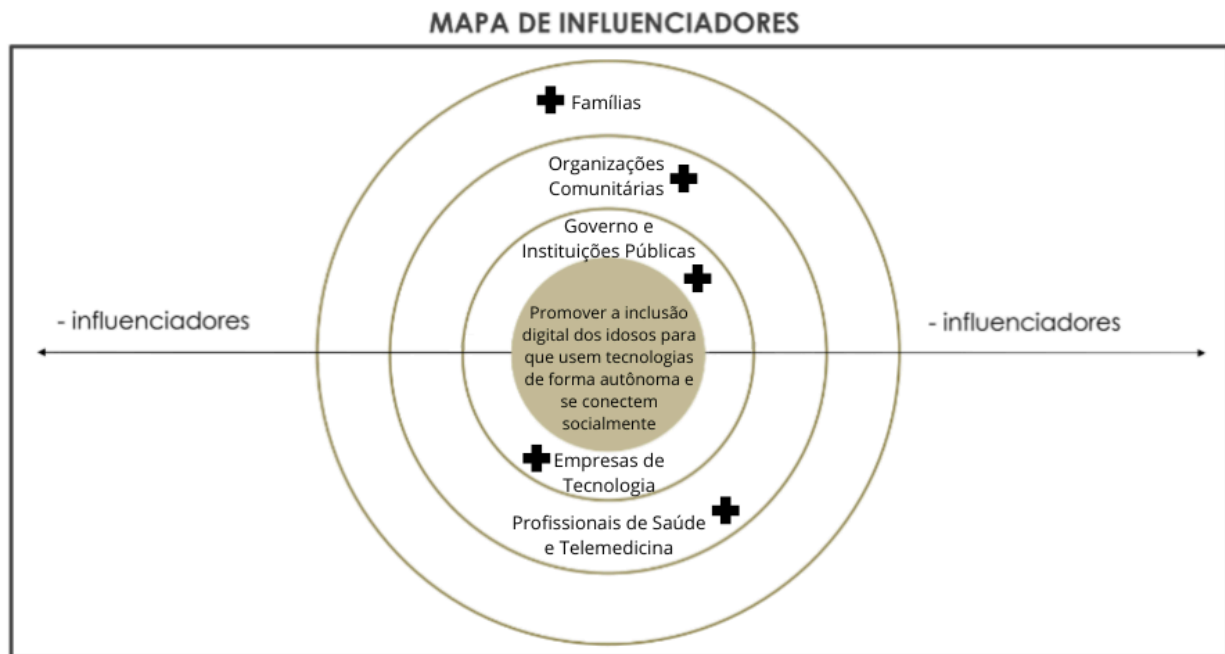 MAPA DE INFLUENCIADORES
Famílias
Organizações
Comunitárias
Governo e
Instituições Públicas
- influenciadores
- influenciadores
Promover a inclusão
digital dos idosos para
que usem tecnologias
de forma autônoma e
se conectem
socialmente
Empresas de
Tecnologia
Profissionais de Saúde
e Telemedicina